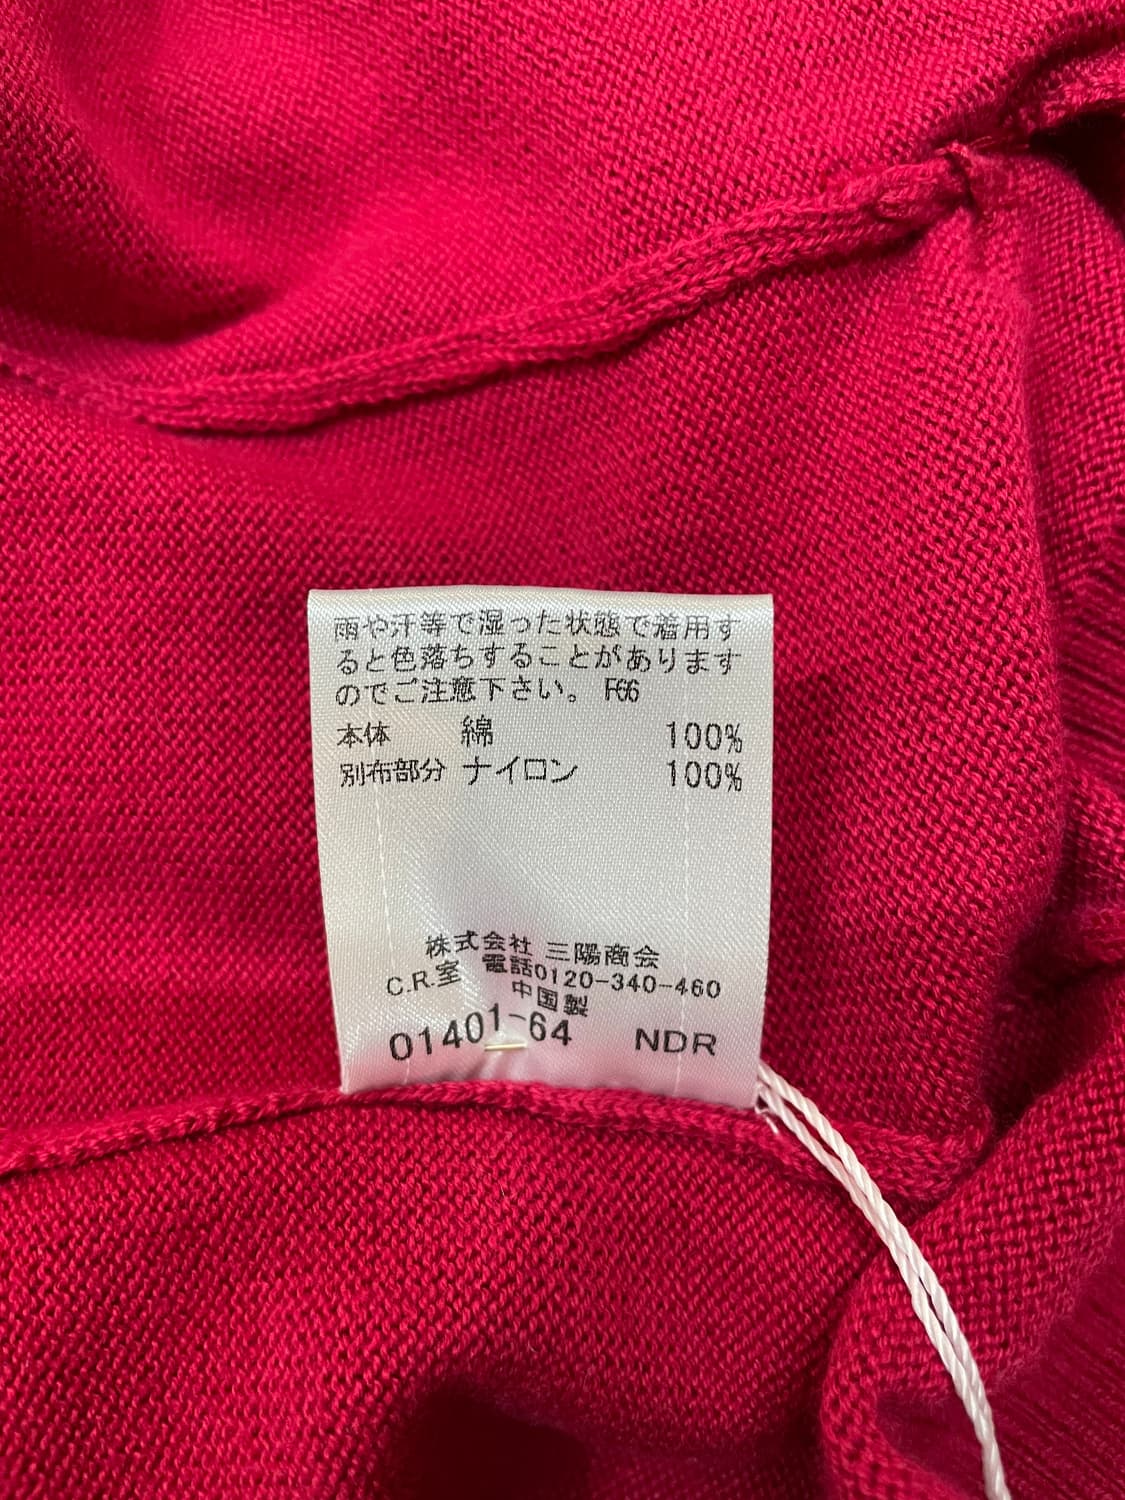 雨や汗等で湿った状態で着用す
ると色落ちすることがあります
のでご注意下さい。 F66
本体 綿 100%
別布部分 ナイロン 100%
株式会社 三陽商会
C.R.室 電話0120-340-460
中国製
01401-64 NDR